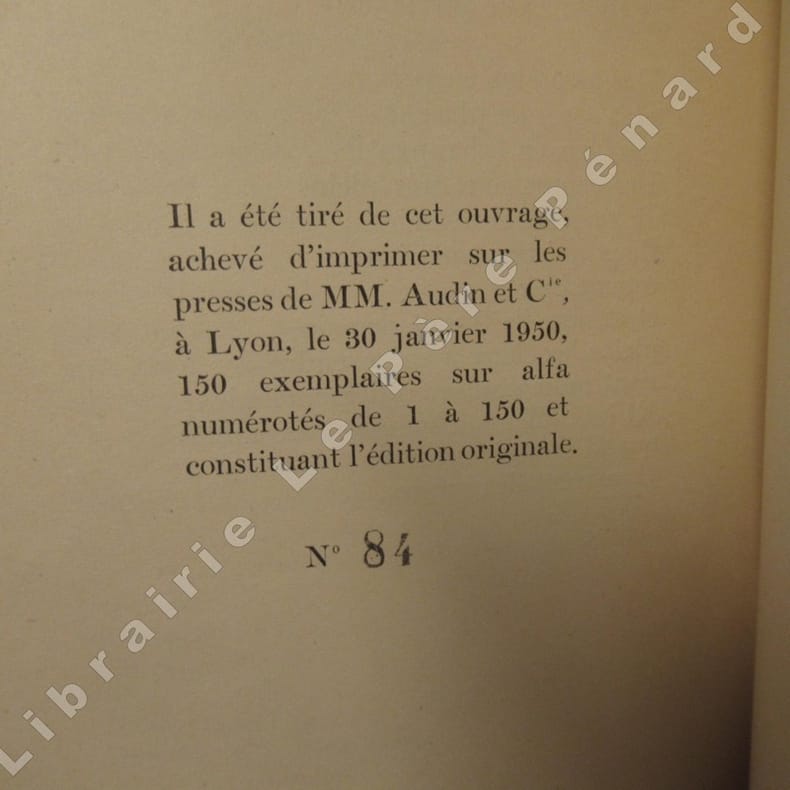 Il a été tiré de cet ouvrage,
achevé d'imprimer sur les
presses de MM. Audin et Cie,
à Lyon, le 30 janvier 1950,
150 exemplaires sur alfa
numérotés de 1 à 150 et
constituant l'édition originale.
N° 84
Librairie Le Père Pénard